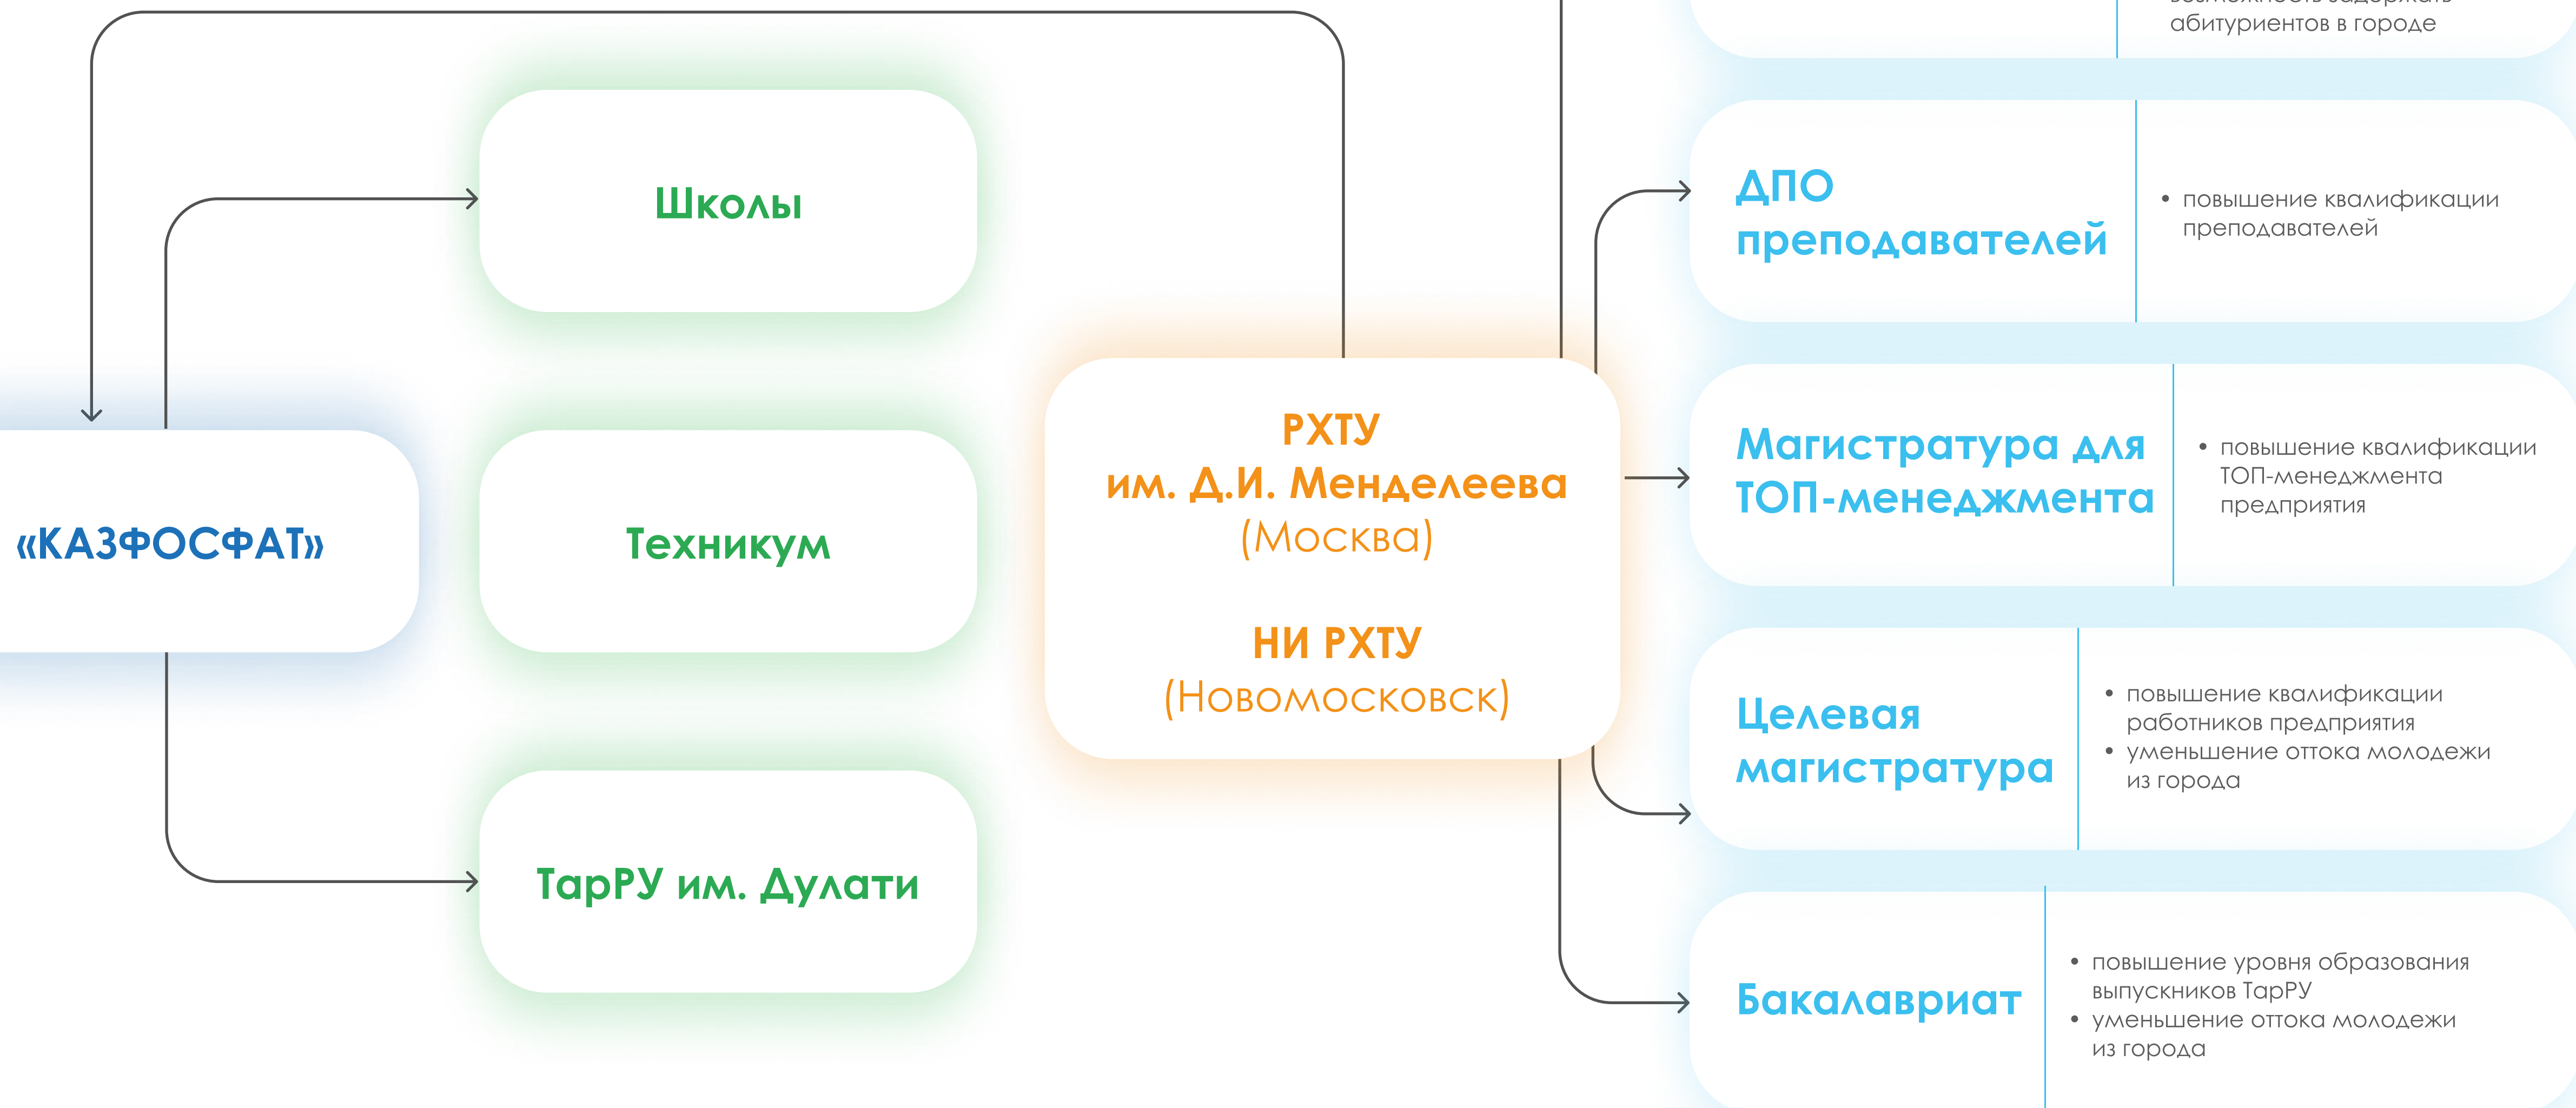 абитуриентов в городе
Школы
ДПО
преподавателей
• повышение квалификации
преподавателей
«КАЗФОСФАТ»
Техникум
РХТУ
им. Д.И. Менделеева
(Москва)
НИ РХТУ
(Новомосковск)
Магистратура для
ТОП-менеджмента
• повышение квалификации
ТОП-менеджмента
предприятия
Целевая
магистратура
• повышение квалификации
работников предприятия
• уменьшение оттока молодежи
из города
ТарРУ им. Дулати
Бакалавриат
• повышение уровня образования
выпускников ТарРУ
• уменьшение оттока молодежи
из города